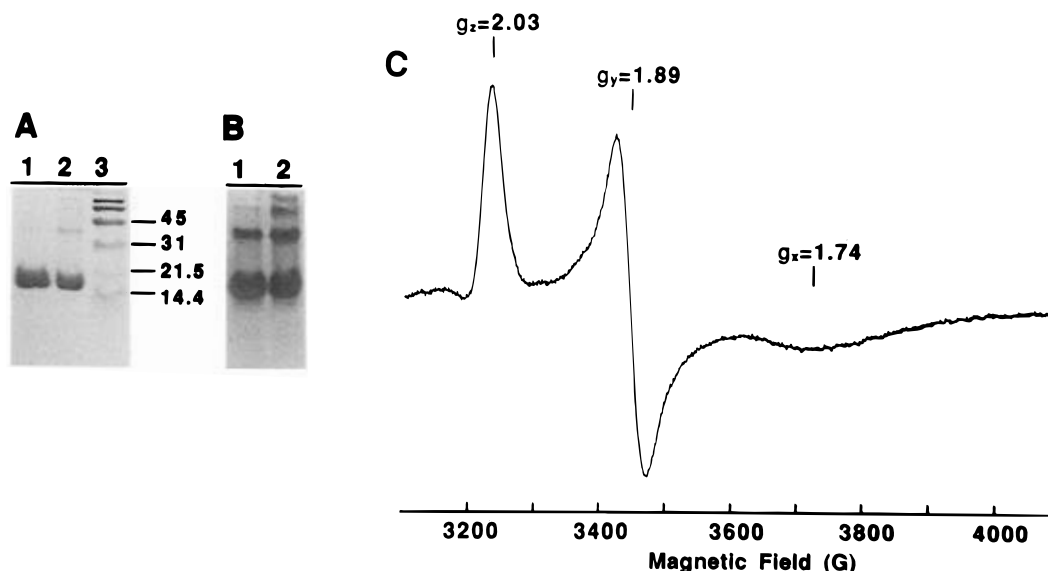 A
1 2 3
45
31
21.5
14.4
B
1 2
C
gz=2.03
gy=1.89
gx=1.74
3200 3400 3600 3800 4000
Magnetic Field (G)